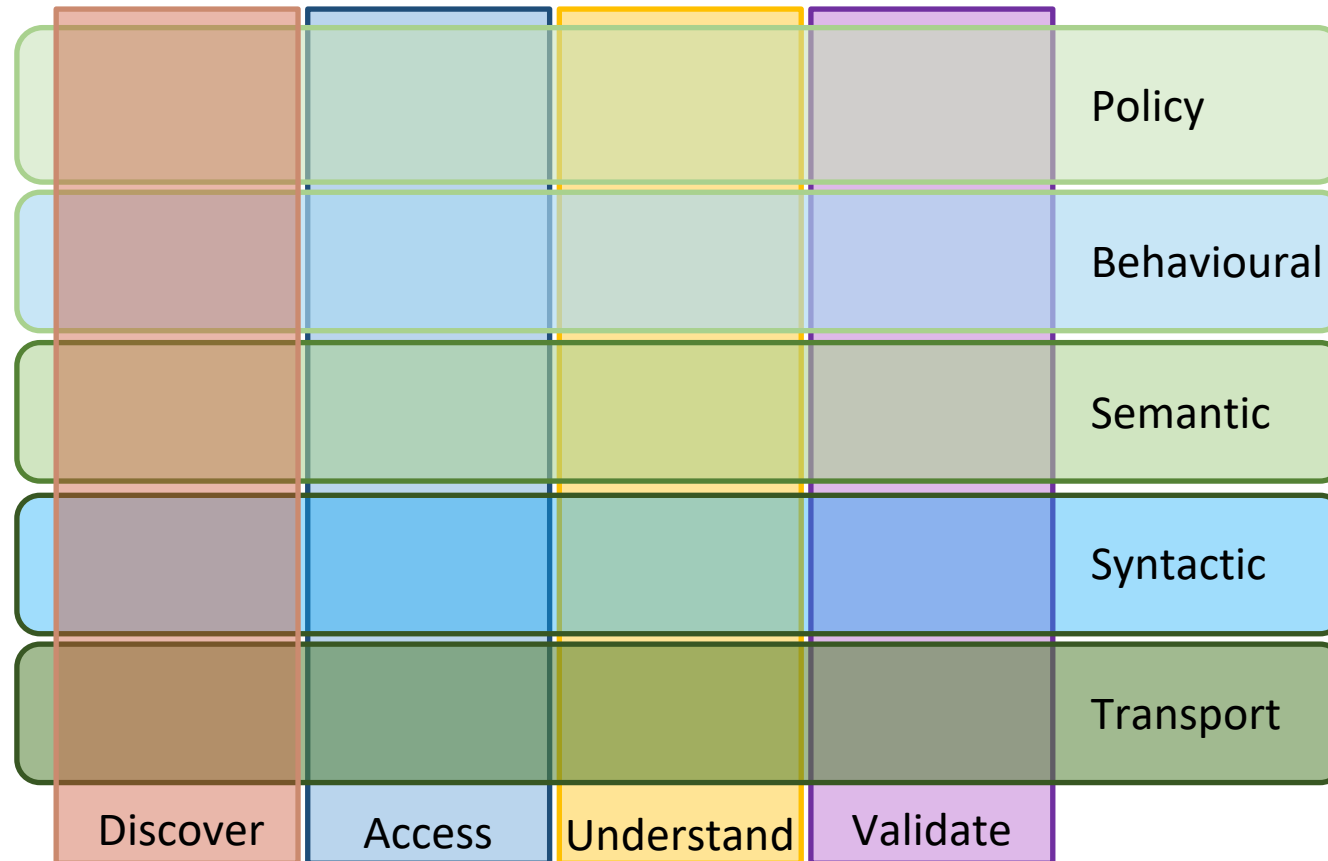 Policy
Behavioural
Semantic
Syntactic
Transport
Discover
Access
Understand
Validate